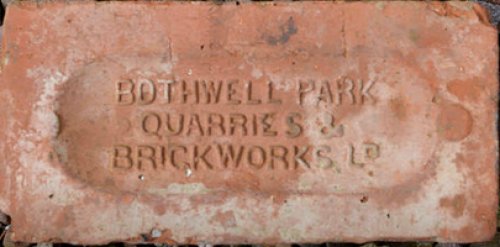 BOTHWELL PARK
QUARRIES &
BRICKWORKS, LD